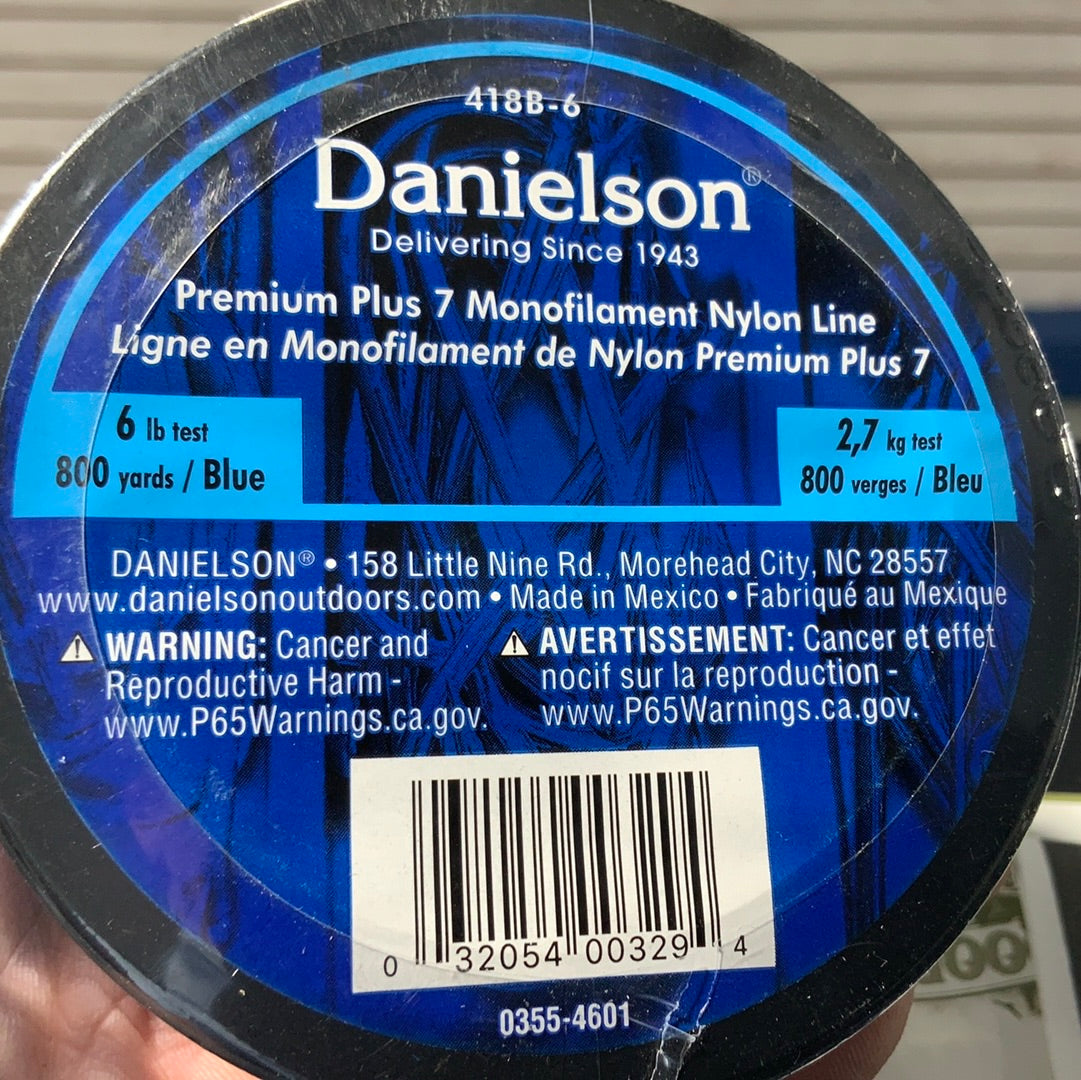 418B-6
Danielson®
Delivering Since 1943
Premium Plus 7 Monofilament Nylon Line
Ligne en Monofilament de Nylon Premium Plus 7
6 lb test
800 yards / Blue
2,7 kg test
800 verges / Bleu
DANIELSON® • 158 Little Nine Rd., Morehead City, NC 28557
www.danielsonoutdoors.com • Made in Mexico • Fabriqué au Mexique
WARNING: Cancer and
Reproductive Harm -
www.P65Warnings.ca.gov.
AVERTISSEMENT: Cancer et effet
nocif sur la reproduction -
www.P65Warnings.ca.gov.
0 32054 00329 4
0355-4601